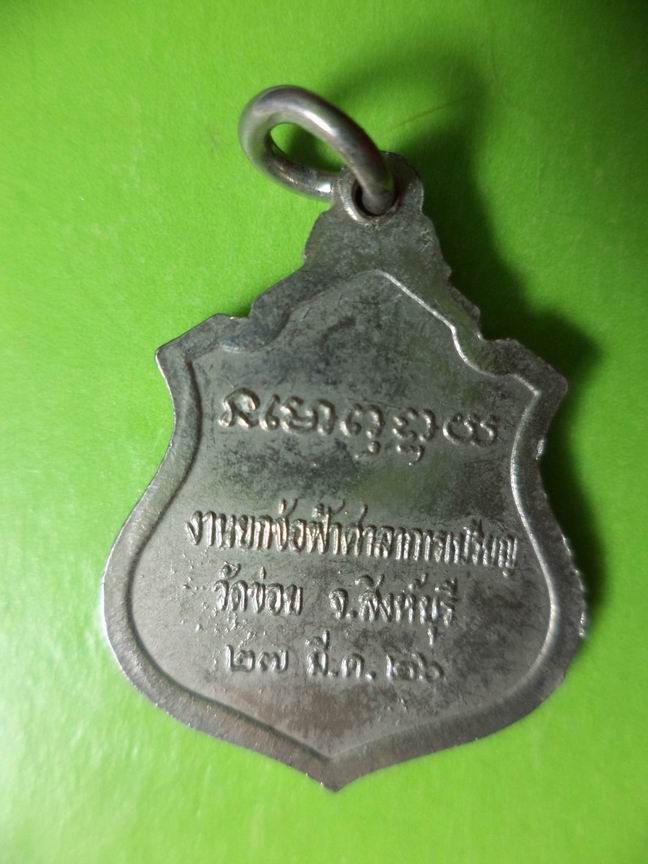 នមោពុទ្ធាយ
งานยกช่อฟ้าศาลาการเปรียญ
วัดข่อย จ.สิงห์บุรี
๒๗ มี.ค. ๒๖